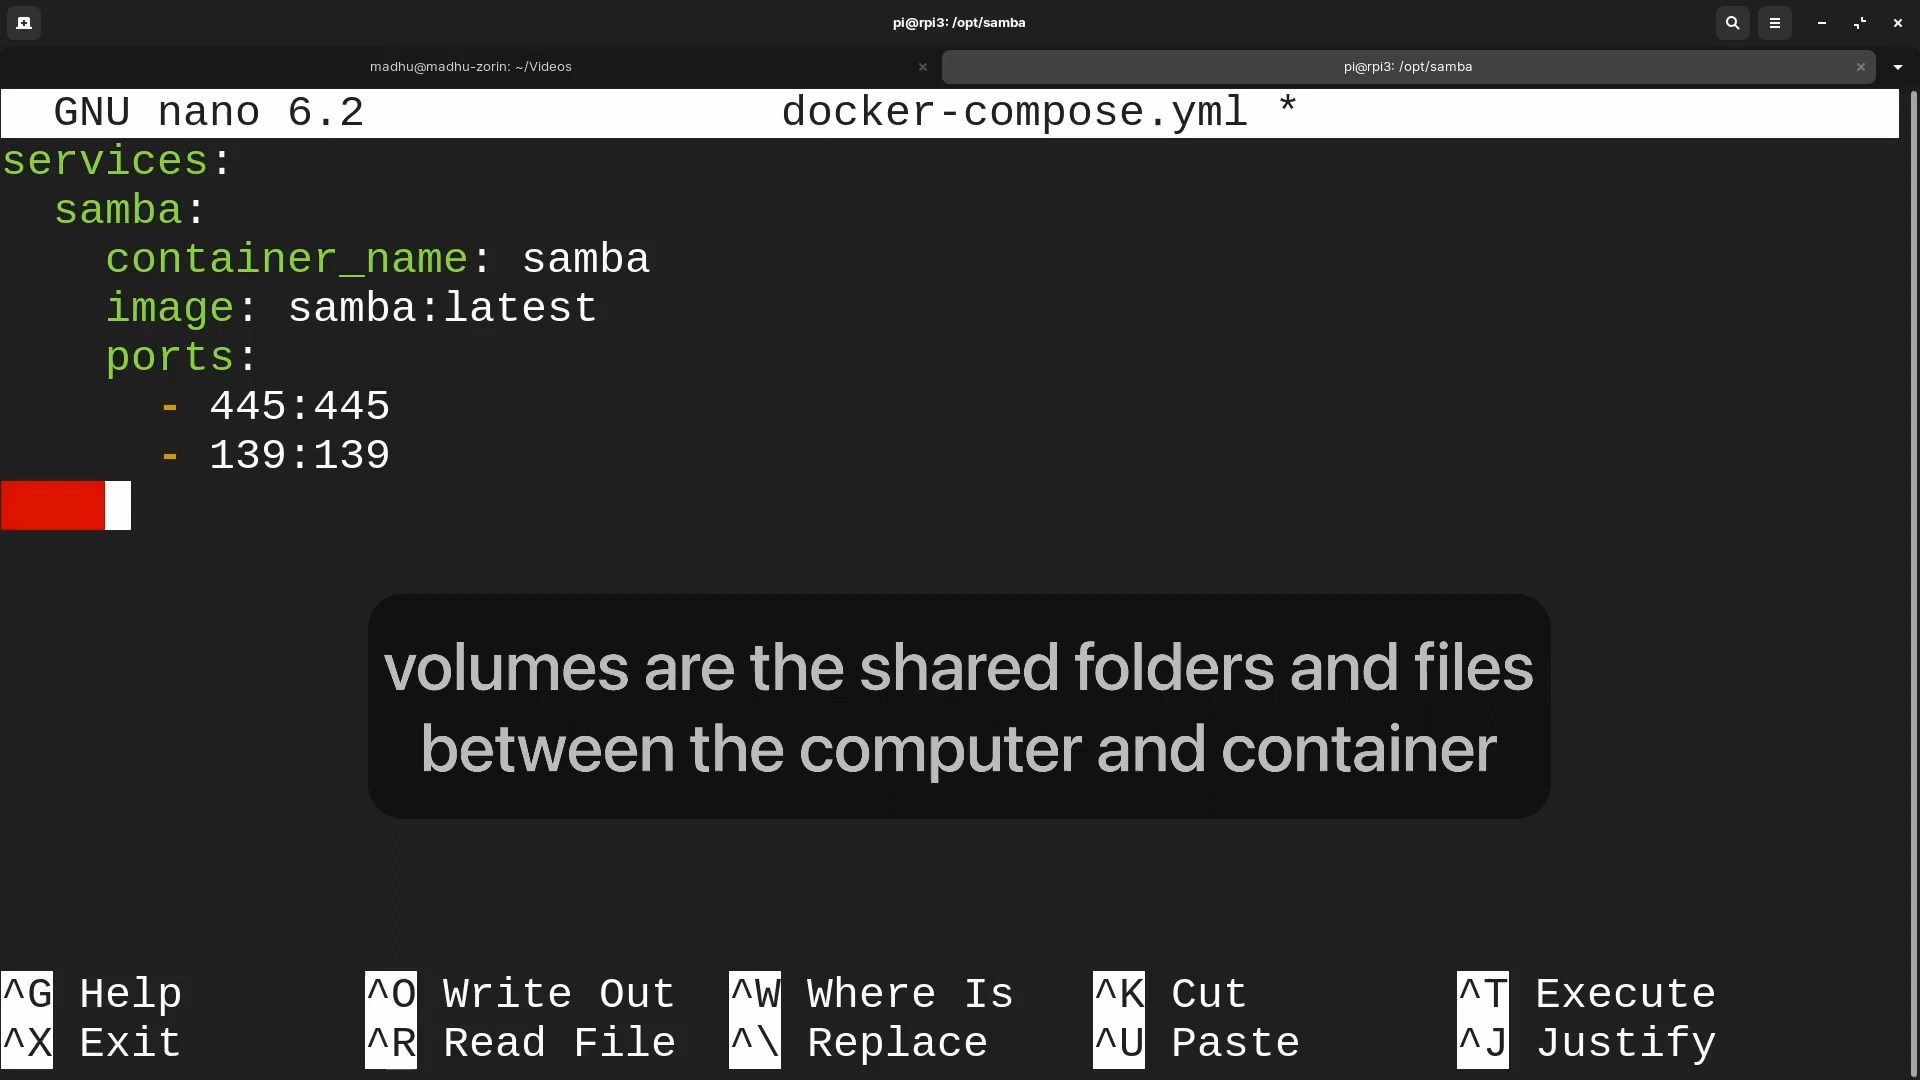 pi@rpi3: /opt/samba
madhu@madhu-zorin: ~/Videos
pi@rpi3: /opt/samba
GNU nano 6.2 docker-compose.yml *
services:
  samba:
    container_name: samba
    image: samba:latest
    ports:
      - 445:445
      - 139:139
volumes are the shared folders and files
between the computer and container
^G Help ^O Write Out ^W Where Is ^K Cut ^T Execute
^X Exit ^R Read File ^\ Replace ^U Paste ^J Justify